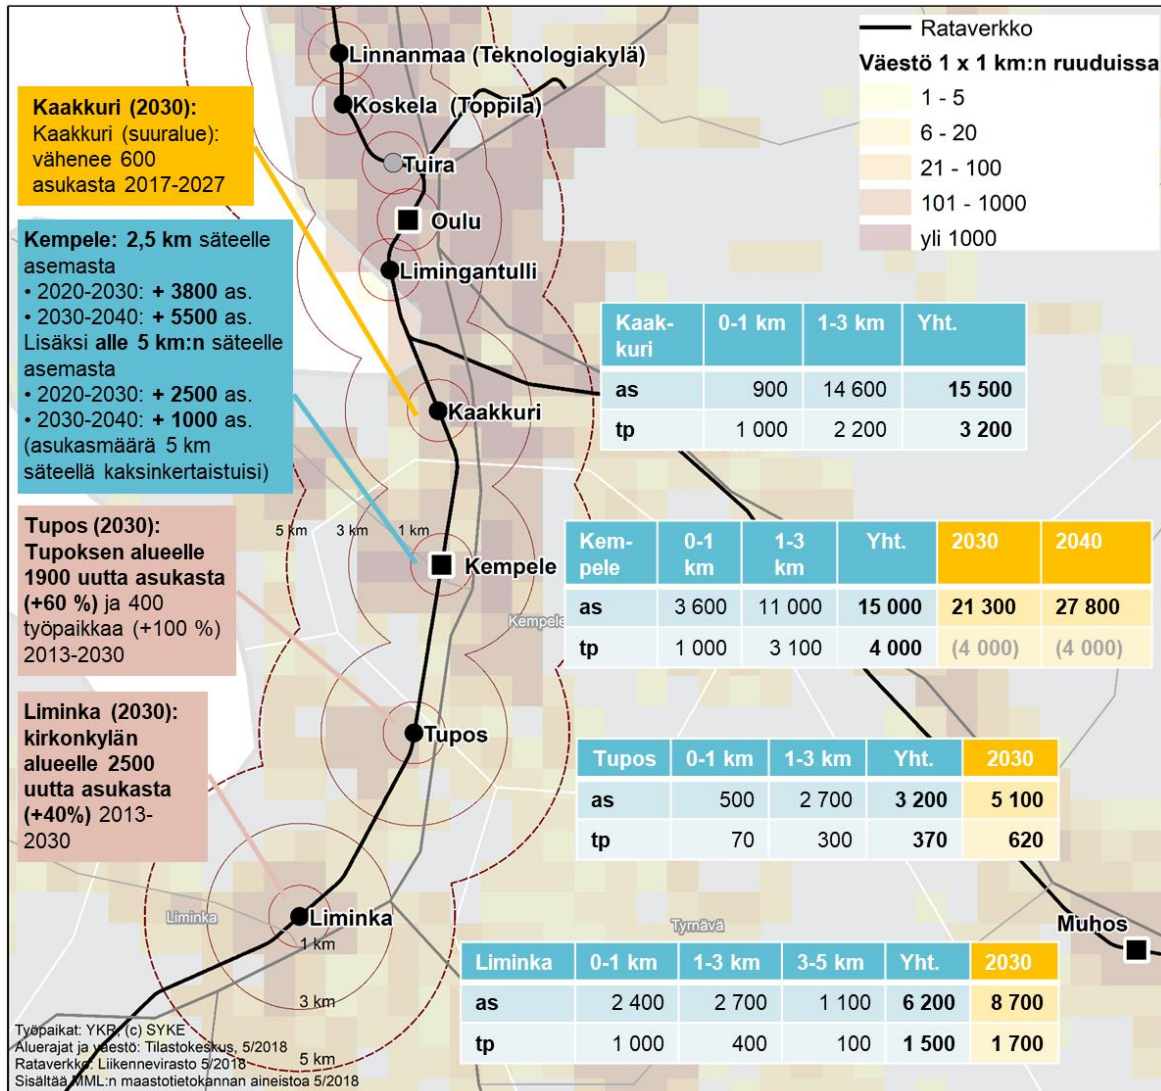 Rataverkko
Väestö 1 x 1 km:n ruuduissa
1 - 5
6 - 20
21 - 100
101 - 1000
yli 1000
Linnanmaa (Teknologiakylä)
Koskela (Toppila)
Tuira
Oulu
Limingantulli
Kaakkuri
Kempele
Tupos
Liminka
Muhos
Kempele
Liminka
Tyrnävä
5 km
3 km
1 km
1 km
3 km
5 km
Kaakkuri (2030):
Kaakkuri (suuralue):
vähenee 600
asukasta 2017-2027
Kempele: 2,5 km säteelle
asemasta
• 2020-2030: + 3800 as.
• 2030-2040: + 5500 as.
Lisäksi alle 5 km:n säteelle
asemasta
• 2020-2030: + 2500 as.
• 2030-2040: + 1000 as.
(asukasmäärä 5 km
säteellä kaksinkertaistuisi)
Tupos (2030):
Tupoksen alueelle
1900 uutta asukasta
(+60 %) ja 400
työpaikkaa (+100 %)
2013-2030
Liminka (2030):
kirkonkylän
alueelle 2500
uutta asukasta
(+40%) 2013-
2030
Kaak-
kuri 0-1 km 1-3 km Yht.
as 900 14 600 15 500
tp 1 000 2 200 3 200
Kem-
pele 0-1
km 1-3
km Yht. 2030 2040
as 3 600 11 000 15 000 21 300 27 800
tp 1 000 3 100 4 000 (4 000) (4 000)
Tupos 0-1 km 1-3 km Yht. 2030
as 500 2 700 3 200 5 100
tp 70 300 370 620
Liminka 0-1 km 1-3 km 3-5 km Yht. 2030
as 2 400 2 700 1 100 6 200 8 700
tp 1 000 400 100 1 500 1 700
Työpaikat: YKR, (c) SYKE
Aluerajat ja väestö: Tilastokeskus, 5/2018
Rataverkko: Liikennevirasto 5/2018
Sisältää MML:n maastotietokannan aineistoa 5/2018